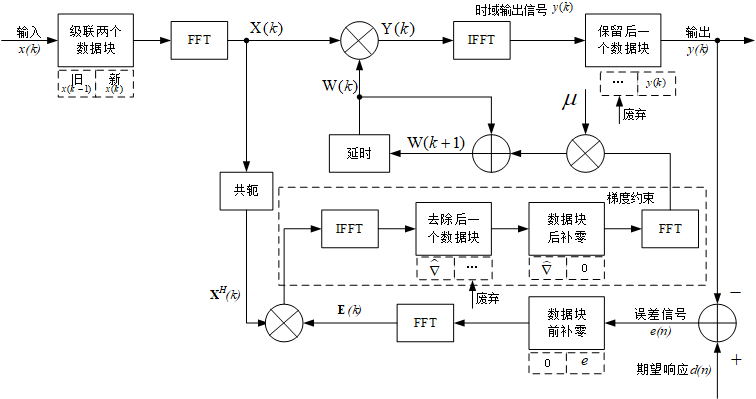 时域输出信号 y(k)
输入
x(k)
级联两个
数据块
旧
x(k-1)
新
x(k)
FFT
X(k)
Y(k)
IFFT
保留后一
个数据块
...
y(k)
废弃
输出
y(k)
W(k)
μ
延时
W(k+1)
共轭
梯度约束
IFFT
去除后一
个数据块
∇̂
...
废弃
数据块
后补零
∇̂
0
FFT
X^H(k)
E(k)
FFT
数据块
前补零
0
e
误差信号
e(n)
−
+
期望响应d(n)